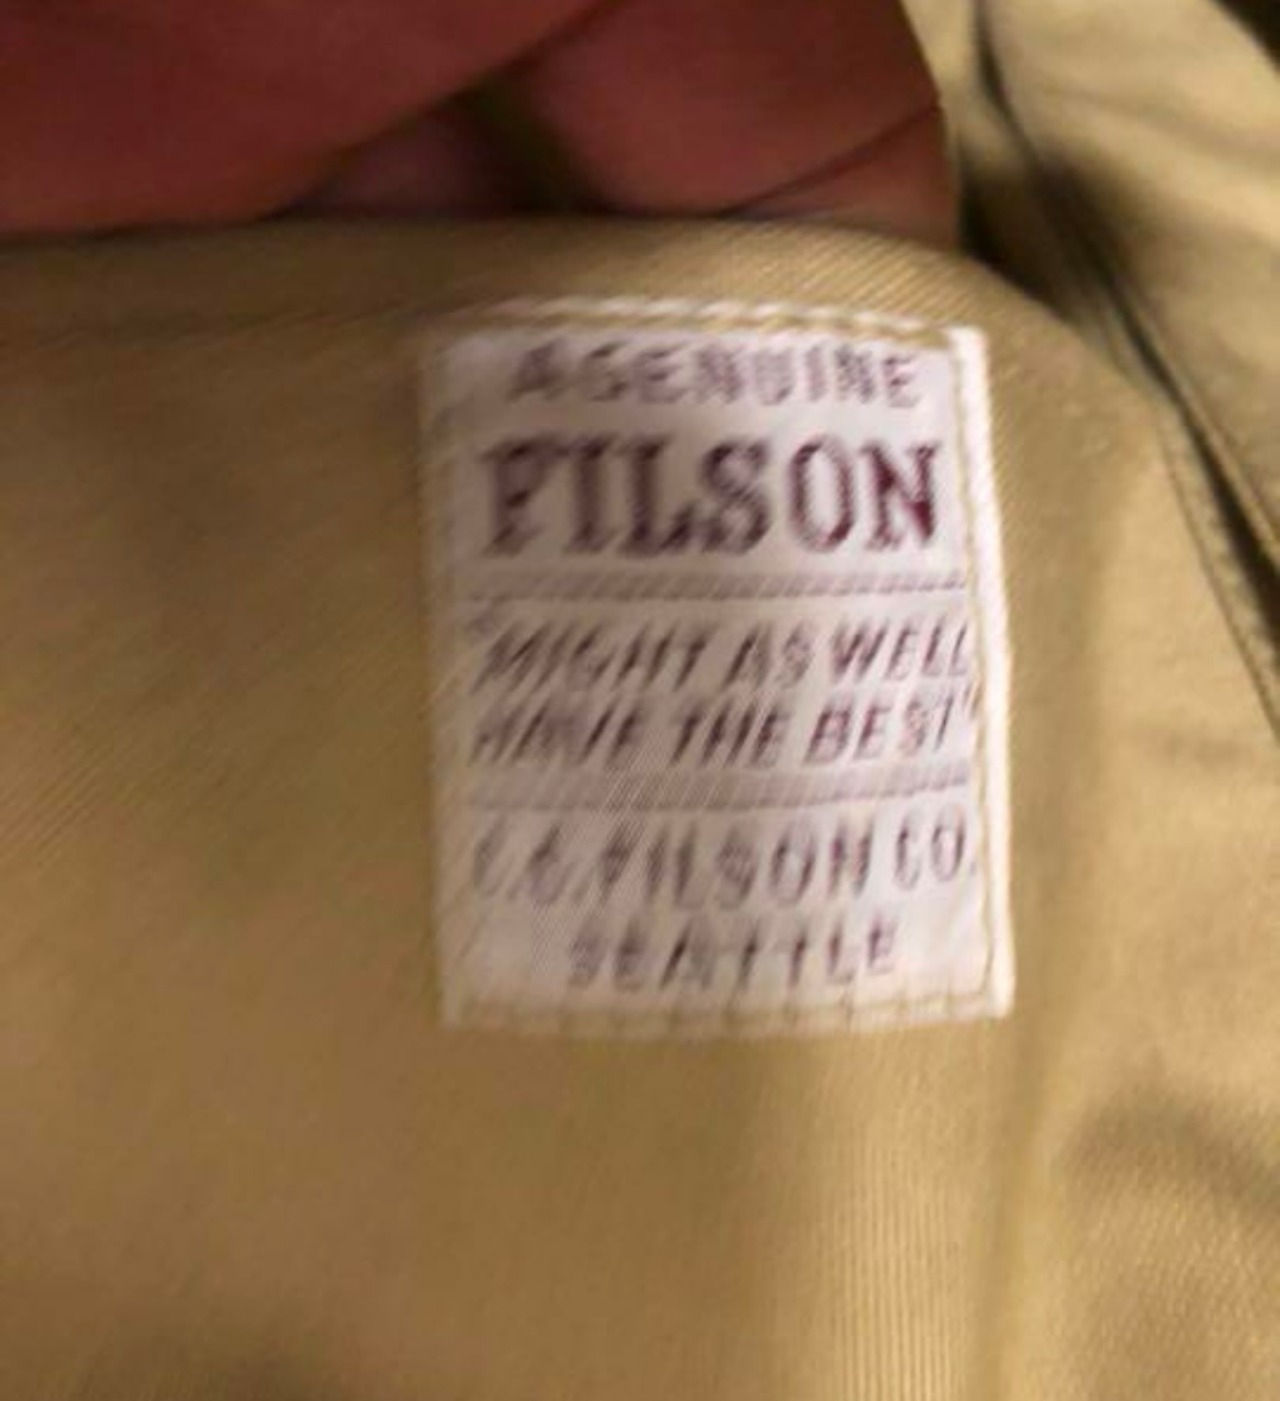 A GENUINE
FILSON
"MIGHT AS WELL
HAVE THE BEST"
C.C. FILSON CO.
SEATTLE